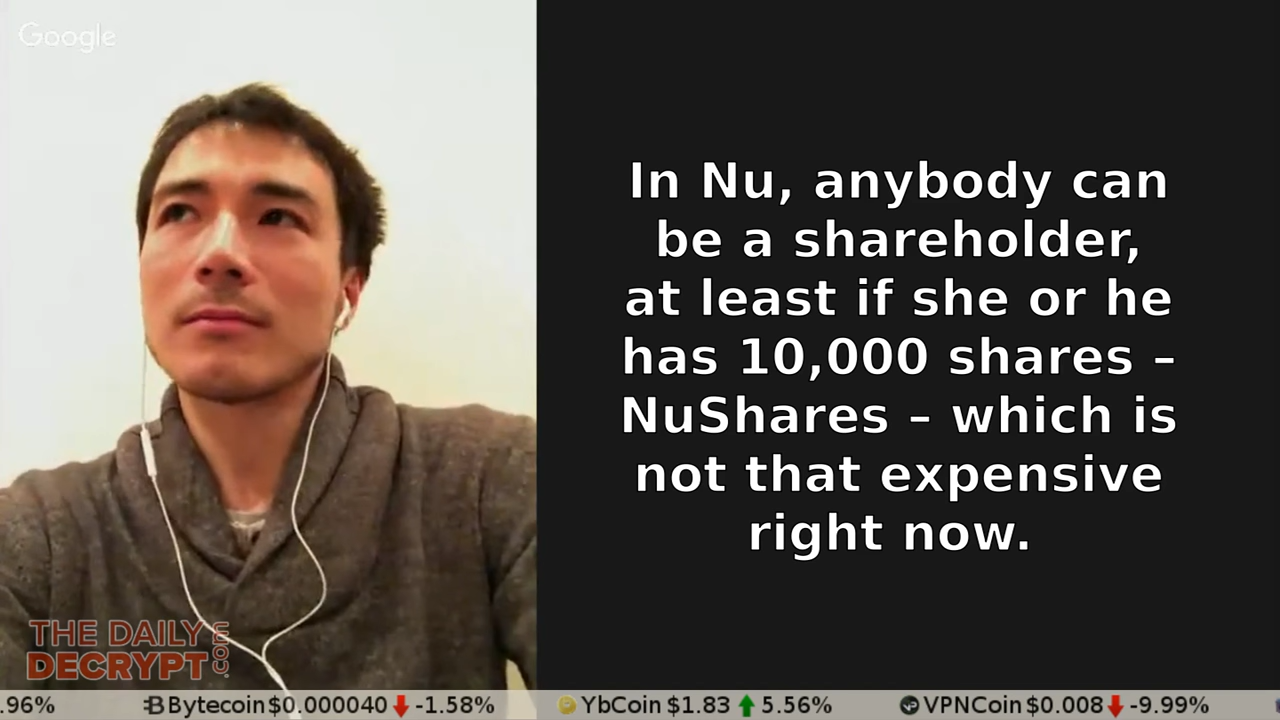 Google
In Nu, anybody can
be a shareholder,
at least if she or he
has 10,000 shares –
NuShares – which is
not that expensive
right now.
THE DAILY
DECRYPT
.com
.96% Bytecoin $0.000040 -1.58% YbCoin $1.83 5.56% VPNCoin $0.008 -9.99%